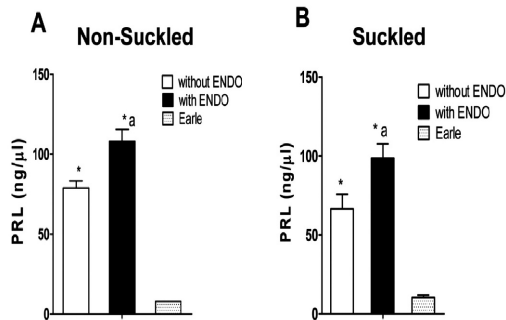 A
Non-Suckled
without ENDO
with ENDO
Earle
PRL (ng/µl)
150
100
50
0
*
* a
B
Suckled
without ENDO
with ENDO
Earle
PRL (ng/µl)
150
100
50
0
*
* a